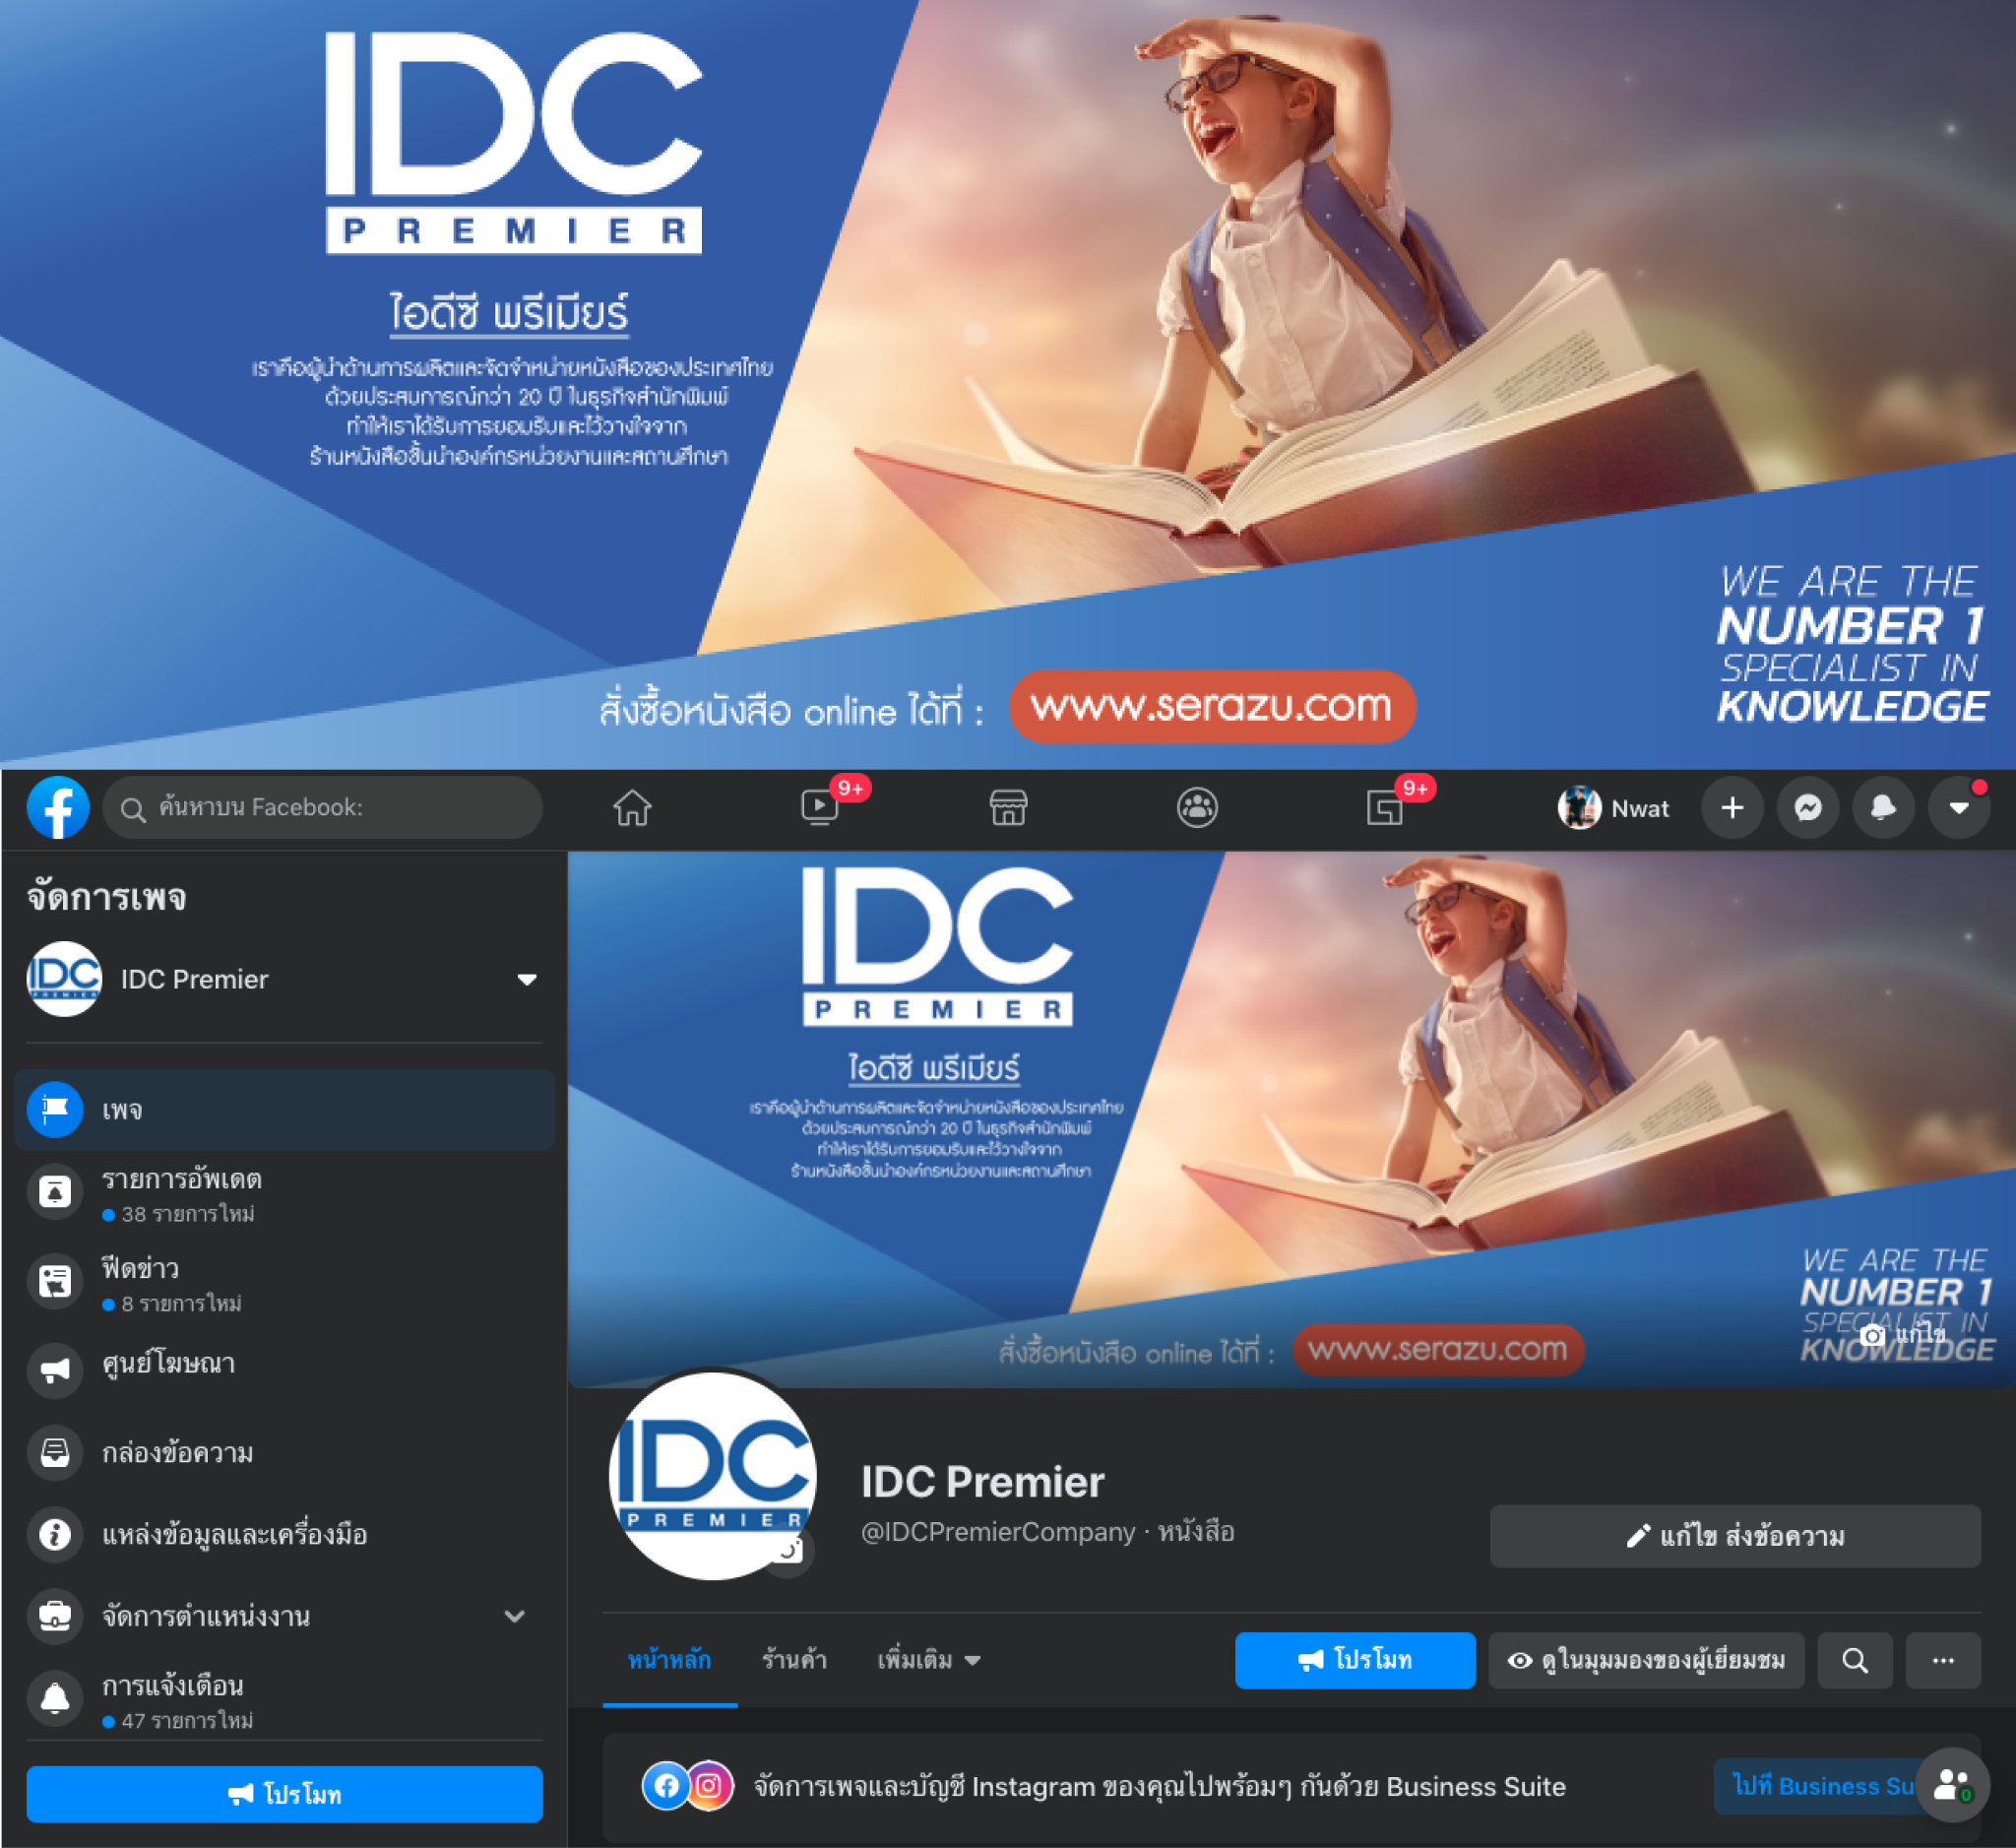 IDC
PREMIER
ไอดีซี พรีเมียร์
เราคือผู้นำด้านการผลิตและจัดจำหน่ายหนังสือของประเทศไทย
ด้วยประสบการณ์กว่า 20 ปี ในธุรกิจสำนักพิมพ์
ทำให้เราได้รับการยอมรับและไว้วางใจจาก
ร้านหนังสือชั้นนำองค์กรหน่วยงานและสถานศึกษา
WE ARE THE
NUMBER 1
SPECIALIST IN
KNOWLEDGE
สั่งซื้อหนังสือ online ได้ที่ : www.serazu.com
ค้นหาบน Facebook:
9+
9+
Nwat
จัดการเพจ
IDC
PREMIER
IDC Premier
เพจ
รายการอัพเดต
38 รายการใหม่
ฟีดข่าว
8 รายการใหม่
ศูนย์โฆษณา
กล่องข้อความ
แหล่งข้อมูลและเครื่องมือ
จัดการตำแหน่งงาน
การแจ้งเตือน
47 รายการใหม่
โปรโมท
IDC
PREMIER
ไอดีซี พรีเมียร์
เราคือผู้นำด้านการผลิตและจัดจำหน่ายหนังสือของประเทศไทย
ด้วยประสบการณ์กว่า 20 ปี ในธุรกิจสำนักพิมพ์
ทำให้เราได้รับการยอมรับและไว้วางใจจาก
ร้านหนังสือชั้นนำองค์กรหน่วยงานและสถานศึกษา
WE ARE THE
NUMBER 1
SPECIALIST IN
KNOWLEDGE
แก้ไข
สั่งซื้อหนังสือ online ได้ที่ : www.serazu.com
IDC
PREMIER
IDC Premier
@IDCPremierCompany · หนังสือ
แก้ไข ส่งข้อความ
หน้าหลัก ร้านค้า เพิ่มเติม โปรโมท ดูในมุมมองของผู้เยี่ยมชม
จัดการเพจและบัญชี Instagram ของคุณไปพร้อมๆ กันด้วย Business Suite
ไปที่ Business Su
0